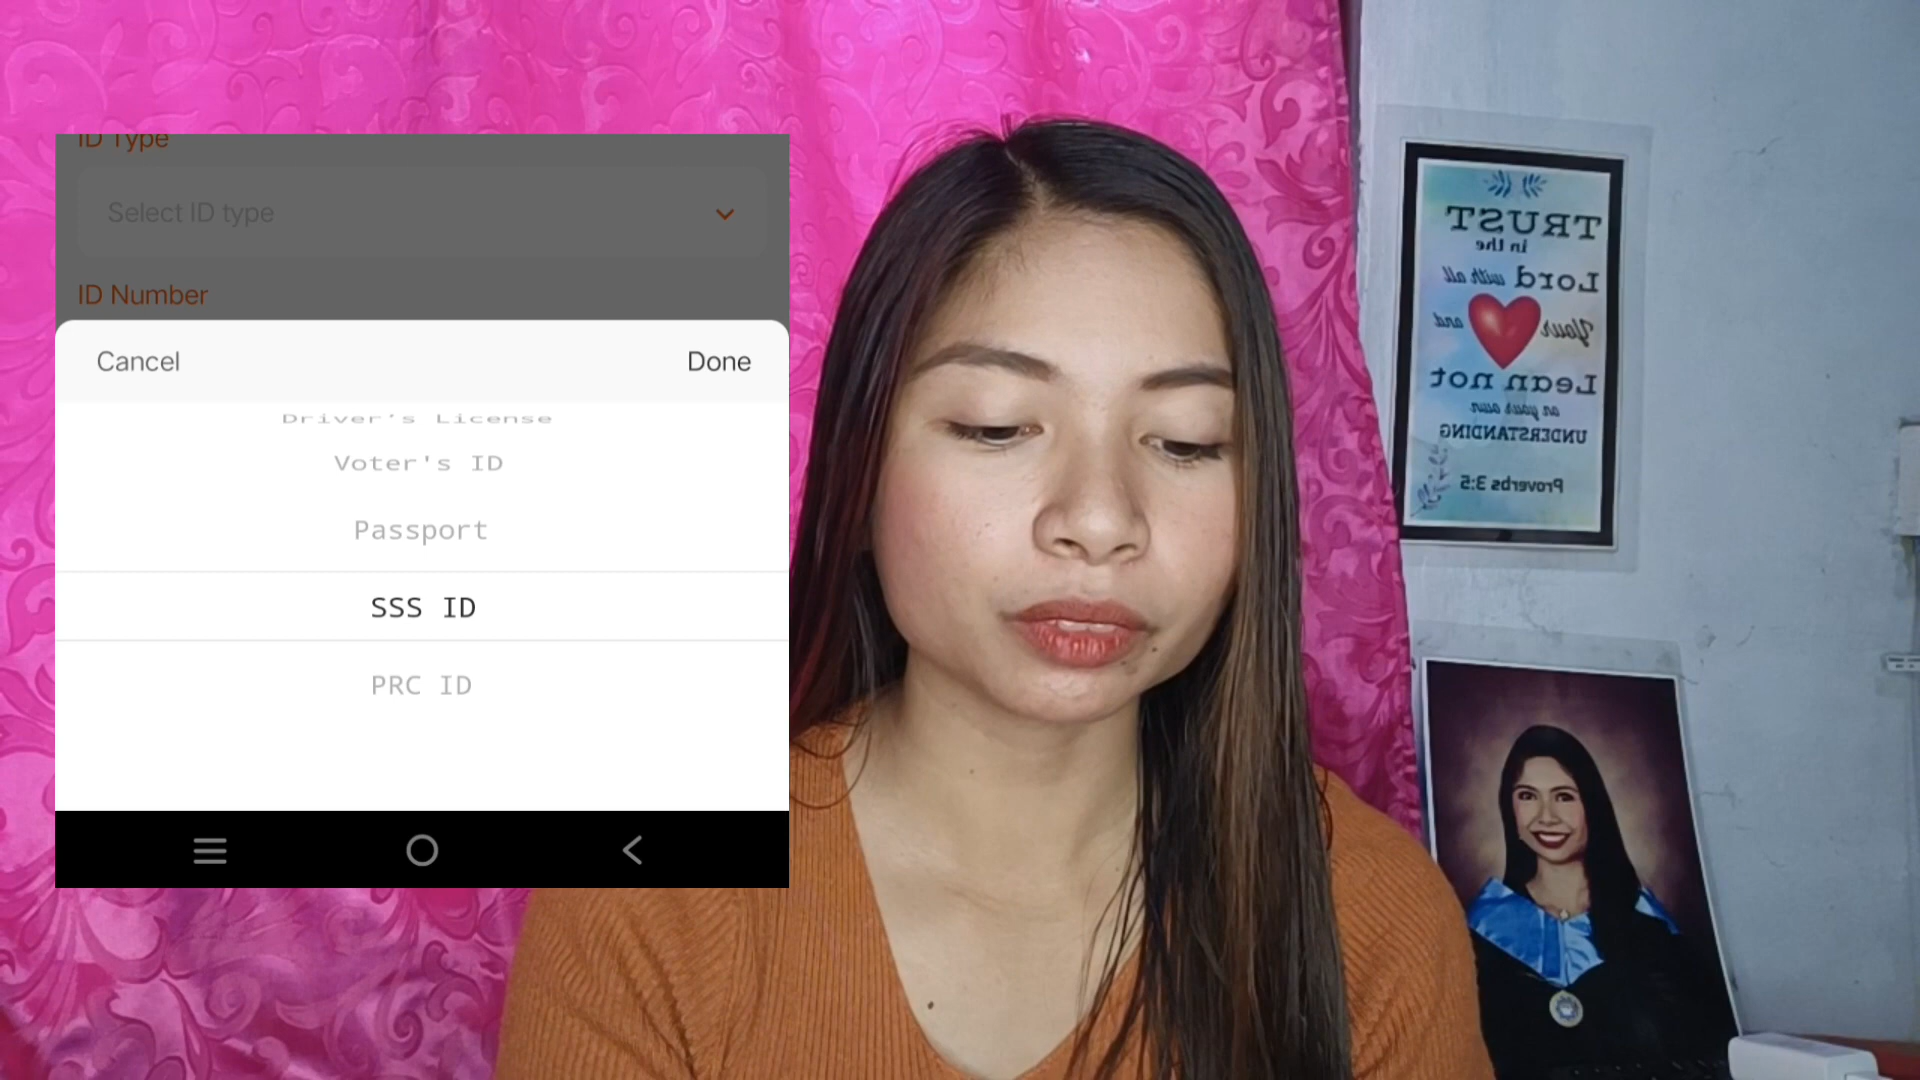 ID Type
Select ID type
ID Number
Cancel
Done
Driver's License
Voter's ID
Passport
SSS ID
PRC ID
TRUST
in the
Lord with all
Your and
Lean not
on your own
UNDERSTANDING
Proverbs 3:5